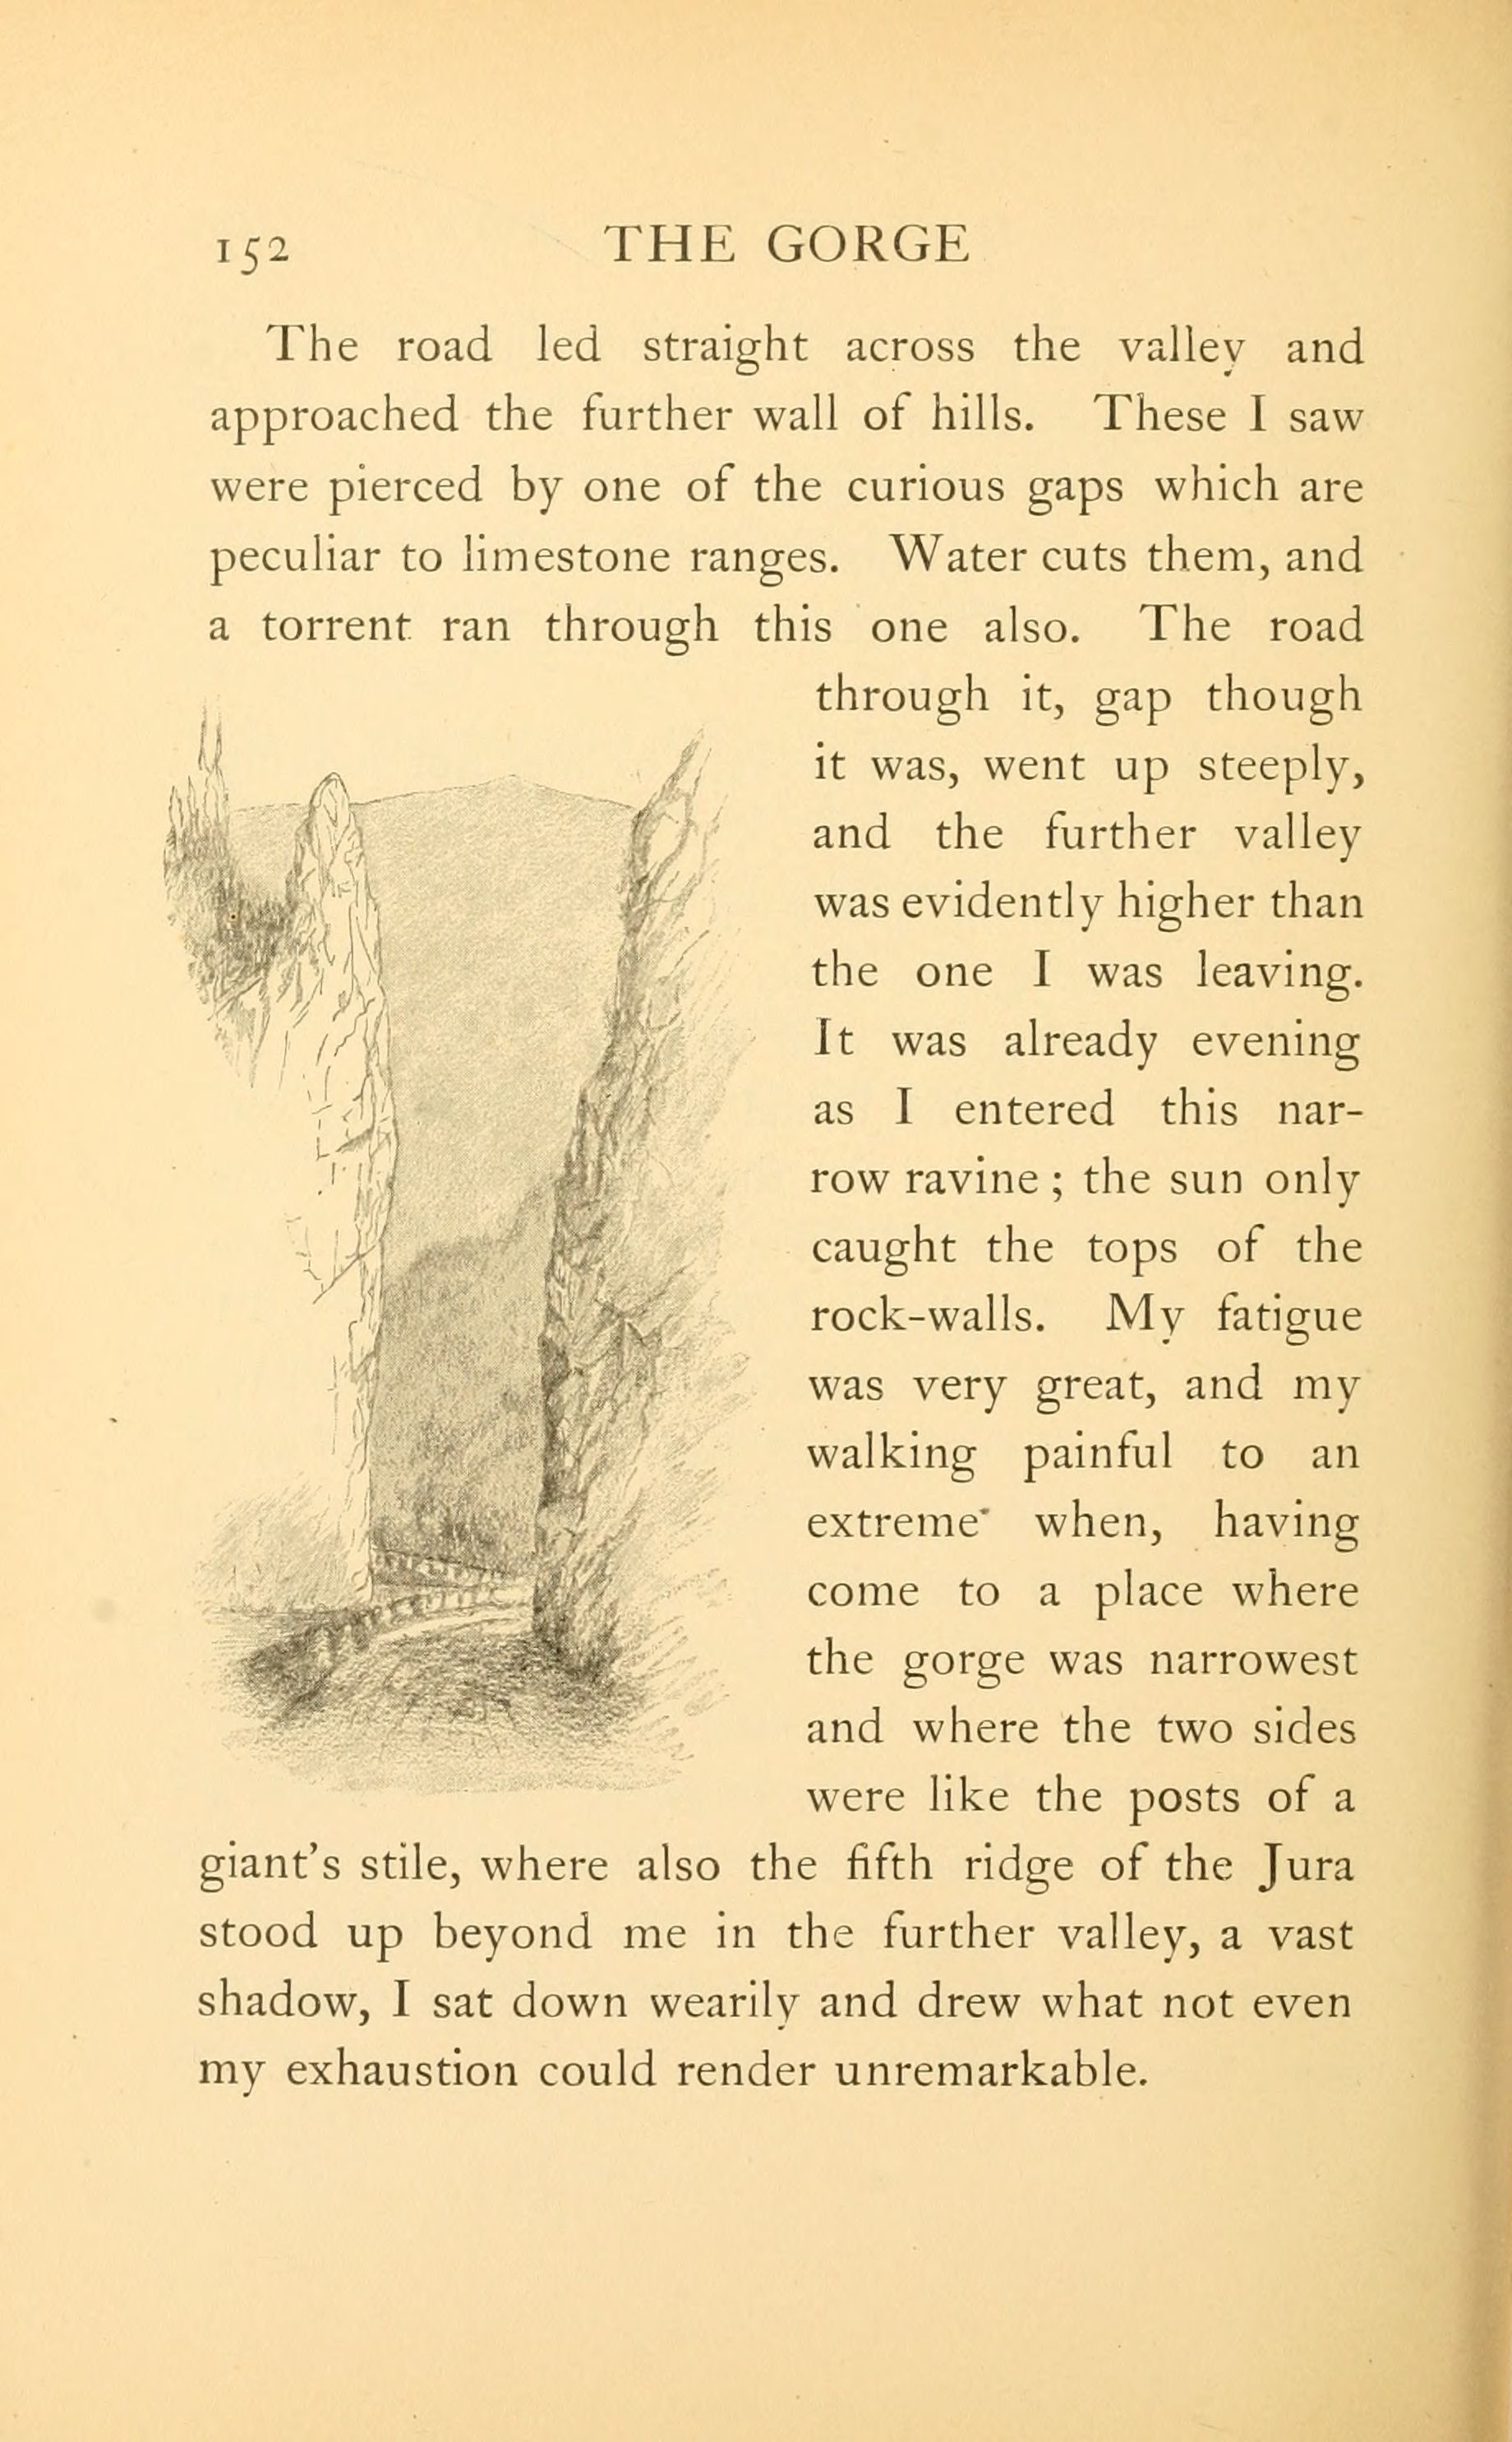 152 THE GORGE
The road led straight across the valley and
approached the further wall of hills. These I saw
were pierced by one of the curious gaps which are
peculiar to limestone ranges. Water cuts them, and
a torrent ran through this one also. The road
through it, gap though
it was, went up steeply,
and the further valley
was evidently higher than
the one I was leaving.
It was already evening
as I entered this nar-
row ravine ; the sun only
caught the tops of the
rock-walls. My fatigue
was very great, and my
walking painful to an
extreme when, having
come to a place where
the gorge was narrowest
and where the two sides
were like the posts of a
giant's stile, where also the fifth ridge of the Jura
stood up beyond me in the further valley, a vast
shadow, I sat down wearily and drew what not even
my exhaustion could render unremarkable.